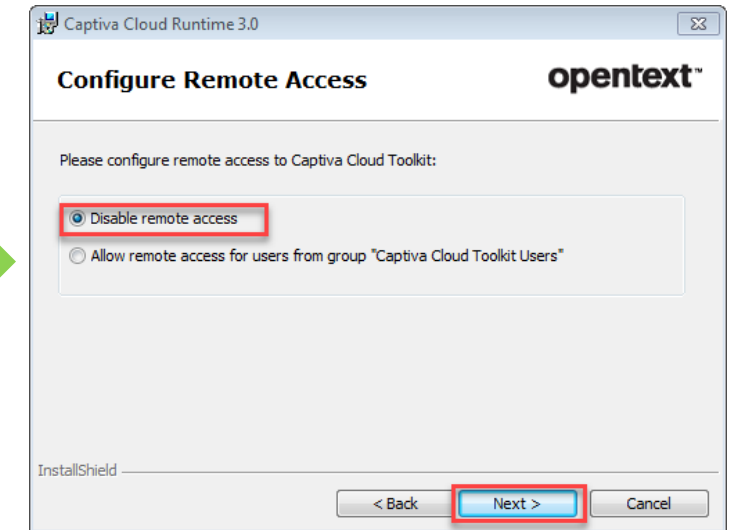 Captiva Cloud Runtime 3.0
Configure Remote Access
opentext™
Please configure remote access to Captiva Cloud Toolkit:
Disable remote access
Allow remote access for users from group "Captiva Cloud Toolkit Users"
InstallShield
< Back Next > Cancel